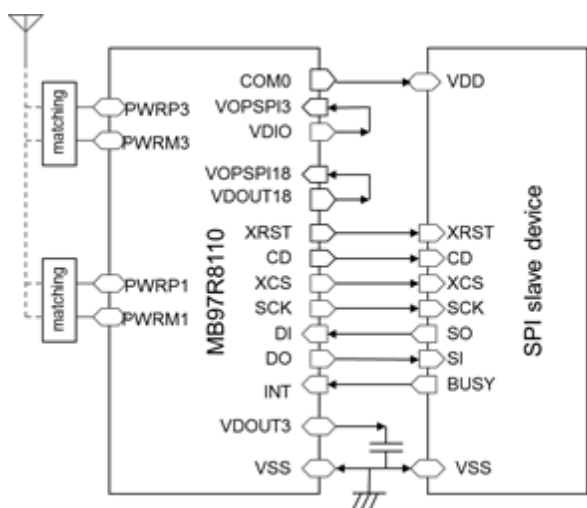 matching
PWRP3
PWRM3
matching
PWRP1
PWRM1
MB97R8110
COM0
VOPSPI3
VDIO
VOPSPI18
VDOUT18
XRST
CD
XCS
SCK
DI
DO
INT
VDOUT3
VSS
VDD
XRST
CD
XCS
SCK
SO
SI
BUSY
VSS
SPI slave device